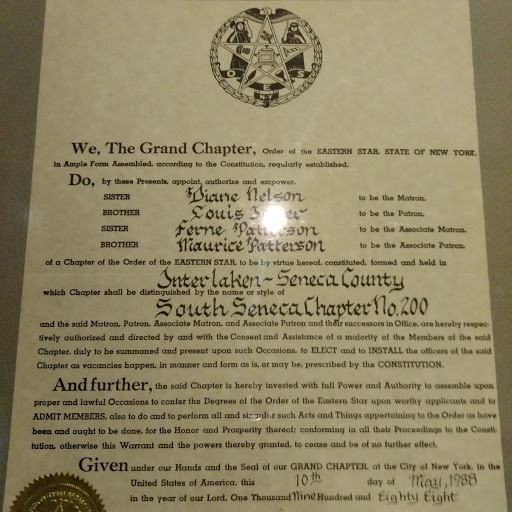 O E S
N.Y.
We, The Grand Chapter, Order of the EASTERN STAR, STATE OF NEW YORK,
in Ample Form Assembled, according to the Constitution, regularly established,
Do, by these Presents, appoint, authorize and empower,
SISTER Diane Nelson to be the Matron,
BROTHER Louis to be the Patron,
SISTER Ferne Patterson to be the Associate Matron,
BROTHER Maurice Patterson to be the Associate Patron,
of a Chapter of the Order of the EASTERN STAR, to be by virtue hereof, constituted, formed and held in
Interlaken-Seneca County
which Chapter shall be distinguished by the name or style of
South Seneca Chapter No. 200
and the said Matron, Patron, Associate Matron, and Associate Patron and their successors in Office, are hereby respec-
tively authorized and directed by and with the Consent and Assistance of a majority of the Members of the said
Chapter, duly to be summoned and present upon such Occasions, to ELECT and to INSTALL the officers of the said
Chapter as vacancies happen, in manner and form as is, or may be, prescribed by the CONSTITUTION.
And further, the said Chapter is hereby invested with full Power and Authority to assemble upon
proper and lawful Occasions to confer the Degrees of the Order of the Eastern Star upon worthy applicants and to
ADMIT MEMBERS, also to do and to perform all and singular such Acts and Things appertaining to the Order as have
been and ought to be done, for the Honor and Prosperity thereof; conforming in all their Proceedings to the Consti-
tution, otherwise this Warrant and the powers thereby granted, to cease and be of no further effect.
Given under our Hands and the Seal of our GRAND CHAPTER, at the City of New York, in the
United States of America, this 10th day of May, 1988
in the year of our Lord, One Thousand Nine Hundred and Eighty Eight